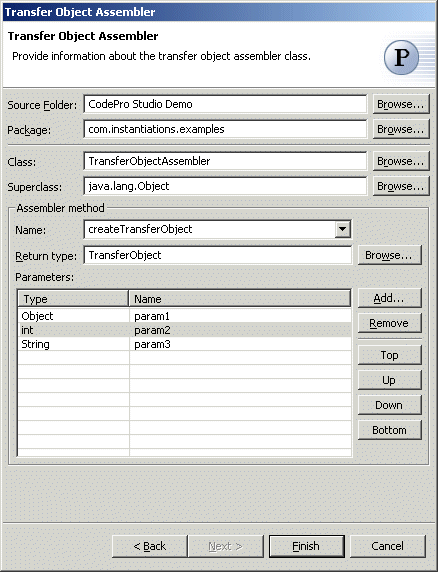 Transfer Object Assembler
Transfer Object Assembler
Provide information about the transfer object assembler class.
P
Source Folder: CodePro Studio Demo Browse...
Package: com.instantiations.examples Browse...
Class: TransferObjectAssembler Browse...
Superclass: java.lang.Object Browse...
Assembler method
Name: createTransferObject
Return type: TransferObject Browse...
Parameters:
Type Name Add...
Object param1
int param2 Remove
String param3
Top
Up
Down
Bottom
< Back Next > Finish Cancel